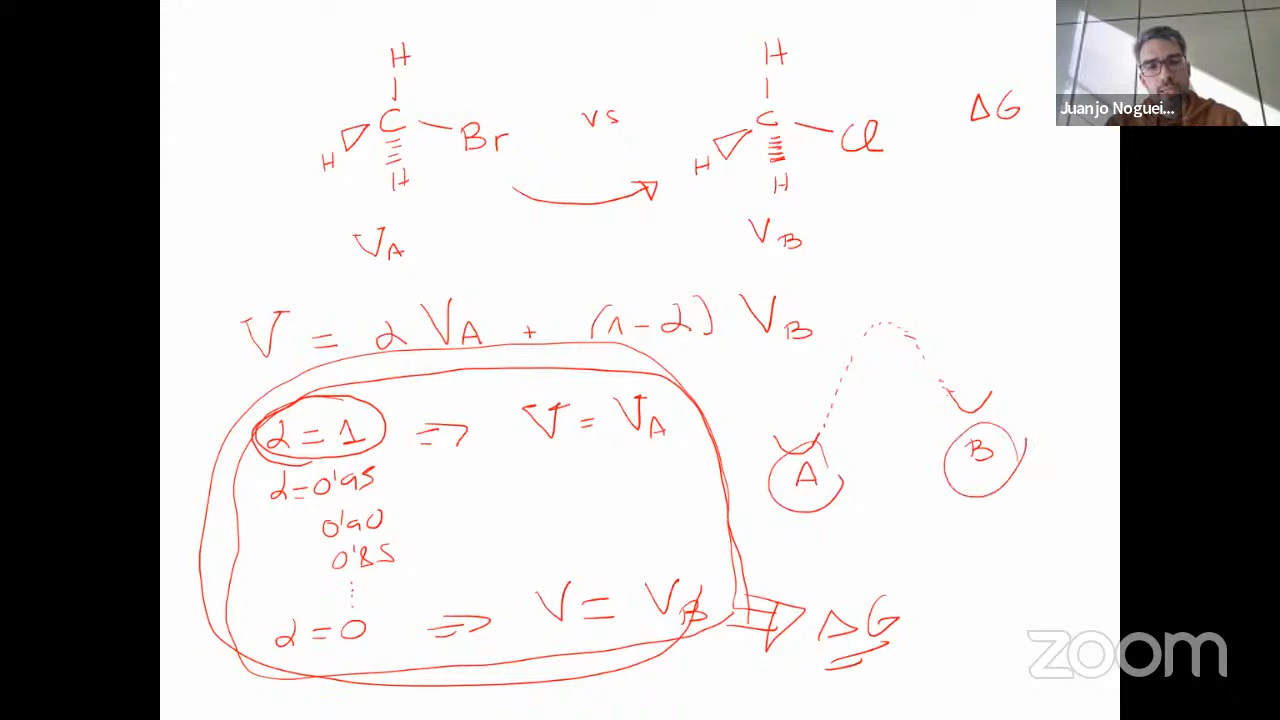 H
H
C
Br
H
H
V_A
vs
H
H
C
Cl
H
H
V_B
ΔG
Juanjo Noguei...
V = α V_A + (1-α) V_B
α = 1 ⇒ V = V_A
α = 0'95
0'90
0'85
⋮
α = 0 ⇒ V = V_B ⇒ ΔG
A
B
zoom